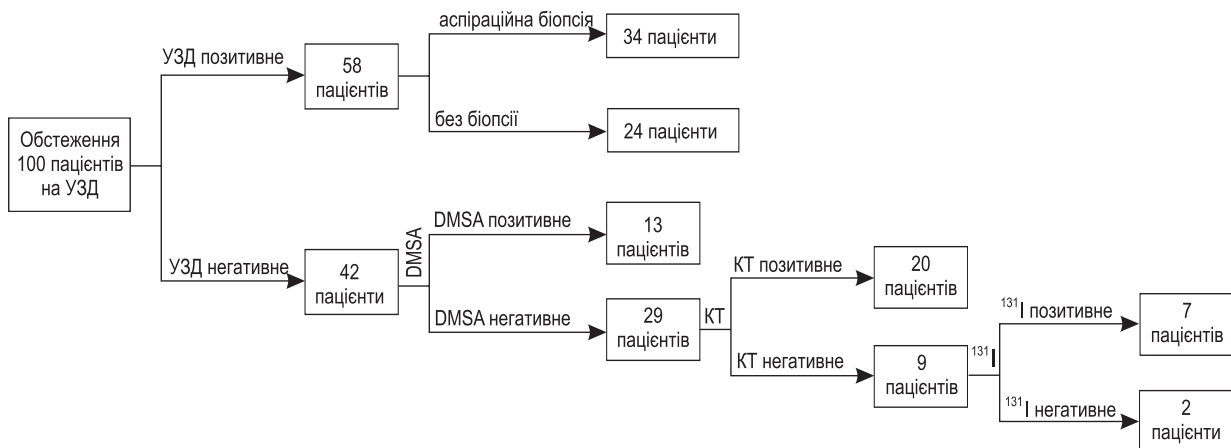 Обстеження
100 пацієнтів
на УЗД
УЗД позитивне
58
пацієнтів
аспіраційна біопсія
34 пацієнти
без біопсії
24 пацієнти
УЗД негативне
42
пацієнти
DMSA
DMSA позитивне
13
пацієнтів
DMSA негативне
29
пацієнтів
КТ
КТ позитивне
20
пацієнтів
КТ негативне
9
пацієнтів
¹³¹I
¹³¹I позитивне
7
пацієнтів
¹³¹I негативне
2
пацієнти